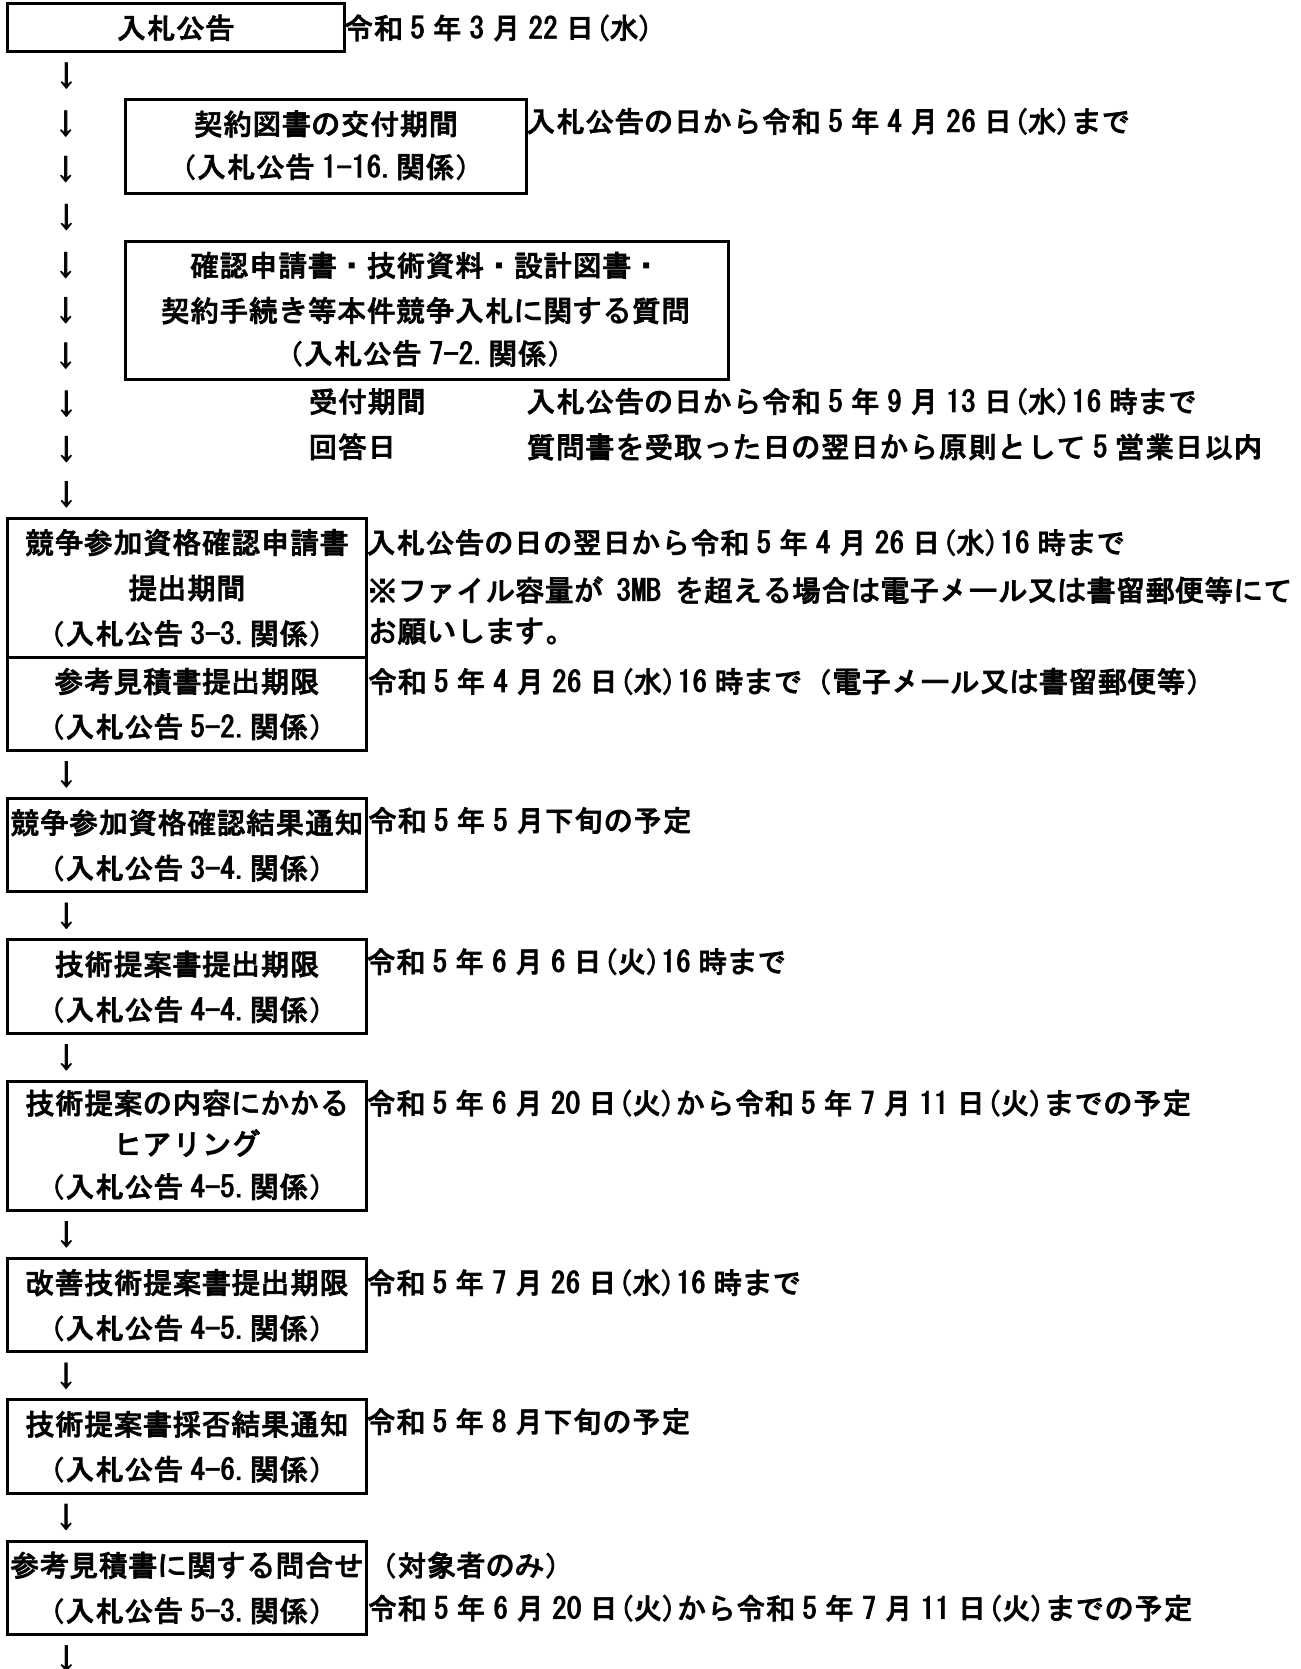 入札公告 令和5年3月22日(水)
↓
↓ 契約図書の交付期間 入札公告の日から令和5年4月26日(水)まで
↓ (入札公告1-16.関係)
↓
↓ 確認申請書・技術資料・設計図書・
↓ 契約手続き等本件競争入札に関する質問
↓ (入札公告7-2.関係)
↓ 受付期間 入札公告の日から令和5年9月13日(水)16時まで
↓ 回答日 質問書を受取った日の翌日から原則として5営業日以内
↓
競争参加資格確認申請書 入札公告の日の翌日から令和5年4月26日(水)16時まで
提出期間 ※ファイル容量が 3MB を超える場合は電子メール又は書留郵便等にて
(入札公告3-3.関係) お願いします。
参考見積書提出期限 令和5年4月26日(水)16時まで(電子メール又は書留郵便等)
(入札公告5-2.関係)
↓
競争参加資格確認結果通知 令和5年5月下旬の予定
(入札公告3-4.関係)
↓
技術提案書提出期限 令和5年6月6日(火)16時まで
(入札公告4-4.関係)
↓
技術提案の内容にかかる 令和5年6月20日(火)から令和5年7月11日(火)までの予定
ヒアリング
(入札公告4-5.関係)
↓
改善技術提案書提出期限 令和5年7月26日(水)16時まで
(入札公告4-5.関係)
↓
技術提案書採否結果通知 令和5年8月下旬の予定
(入札公告4-6.関係)
↓
参考見積書に関する問合せ (対象者のみ)
(入札公告5-3.関係) 令和5年6月20日(火)から令和5年7月11日(火)までの予定
↓